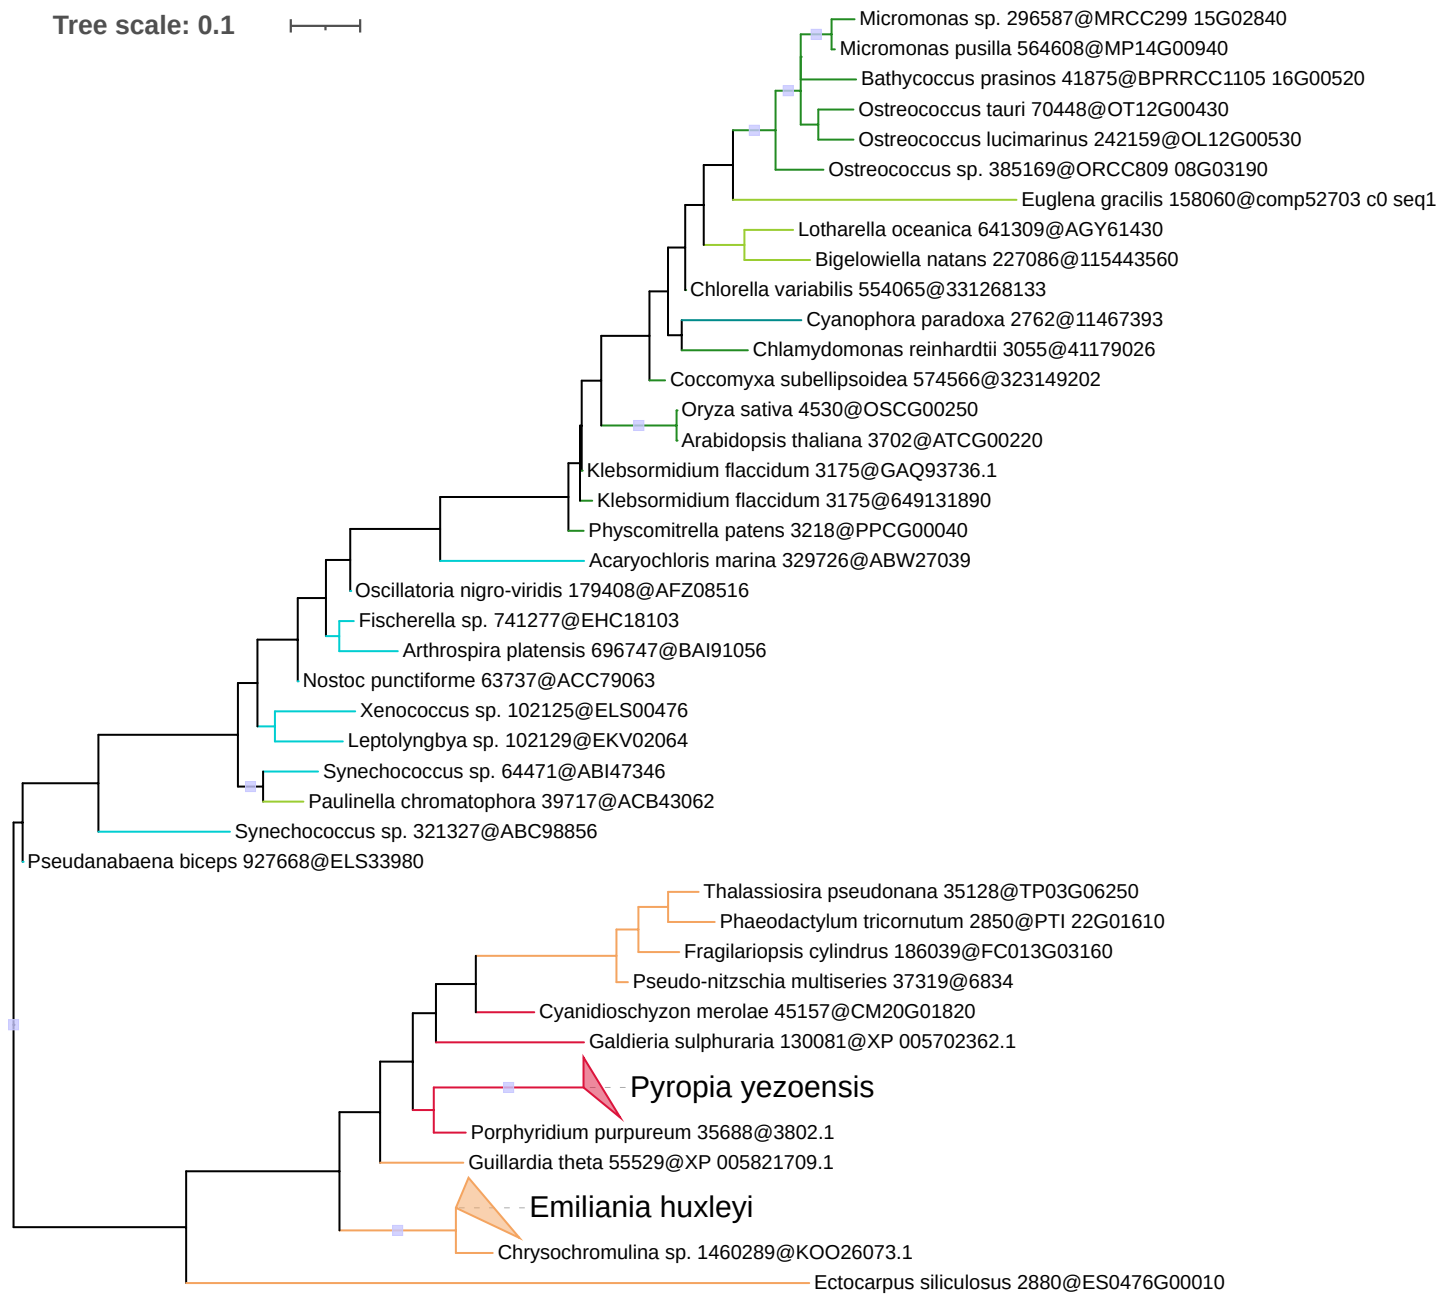 Tree scale: 0.1
Micromonas sp. 296587@MRCC299 15G02840
Micromonas pusilla 564608@MP14G00940
Bathycoccus prasinos 41875@BPRRCC1105 16G00520
Ostreococcus tauri 70448@OT12G00430
Ostreococcus lucimarinus 242159@OL12G00530
Ostreococcus sp. 385169@ORCC809 08G03190
Euglena gracilis 158060@comp52703 c0 seq1
Lotharella oceanica 641309@AGY61430
Bigelowiella natans 227086@115443560
Chlorella variabilis 554065@331268133
Cyanophora paradoxa 2762@11467393
Chlamydomonas reinhardtii 3055@41179026
Coccomyxa subellipsoidea 574566@323149202
Oryza sativa 4530@OSCG00250
Arabidopsis thaliana 3702@ATCG00220
Klebsormidium flaccidum 3175@GAQ93736.1
Klebsormidium flaccidum 3175@649131890
Physcomitrella patens 3218@PPCG00040
Acaryochloris marina 329726@ABW27039
Oscillatoria nigro-viridis 179408@AFZ08516
Fischerella sp. 741277@EHC18103
Arthrospira platensis 696747@BAI91056
Nostoc punctiforme 63737@ACC79063
Xenococcus sp. 102125@ELS00476
Leptolyngbya sp. 102129@EKV02064
Synechococcus sp. 64471@ABI47346
Paulinella chromatophora 39717@ACB43062
Synechococcus sp. 321327@ABC98856
Pseudanabaena biceps 927668@ELS33980
Thalassiosira pseudonana 35128@TP03G06250
Phaeodactylum tricornutum 2850@PTI 22G01610
Fragilariopsis cylindrus 186039@FC013G03160
Pseudo-nitzschia multiseries 37319@6834
Cyanidioschyzon merolae 45157@CM20G01820
Galdieria sulphuraria 130081@XP 005702362.1
Pyropia yezoensis
Porphyridium purpureum 35688@3802.1
Guillardia theta 55529@XP 005821709.1
Emiliania huxleyi
Chrysochromulina sp. 1460289@KOO26073.1
Ectocarpus siliculosus 2880@ES0476G00010